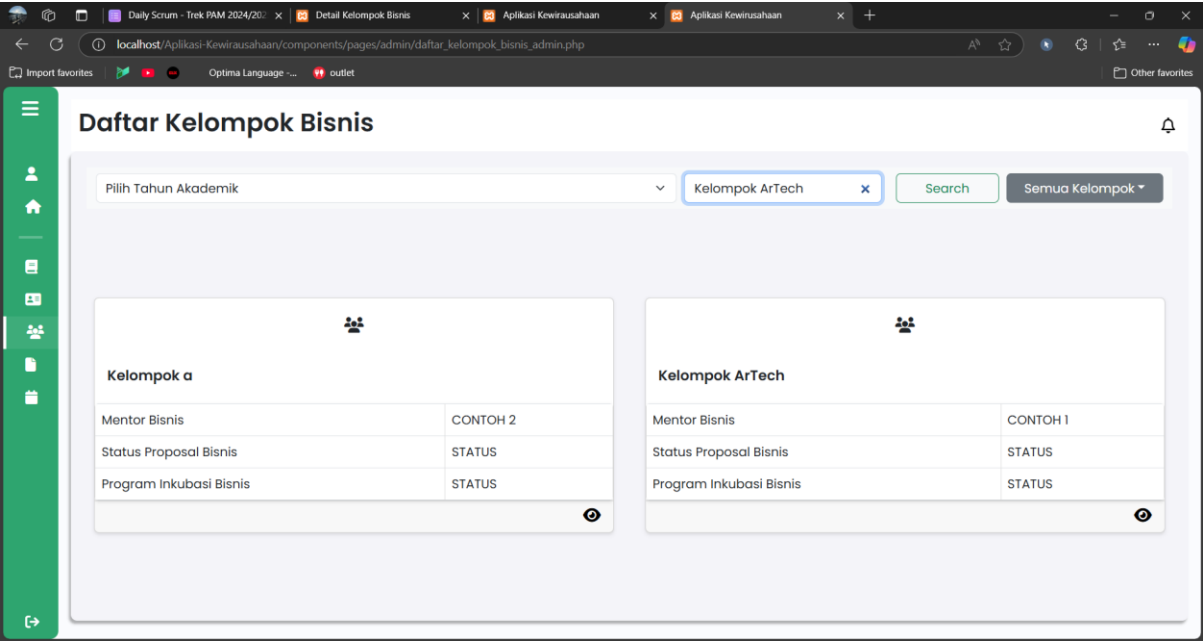 Daily Scrum - Trek PAM 2024/202
Detail Kelompok Bisnis
Aplikasi Kewirausahaan
Aplikasi Kewirusahaan
localhost/Aplikasi-Kewirausahaan/components/pages/admin/daftar_kelompok_bisnis_admin.php
Import favorites
Optima Language -...
outlet
Other favorites
Daftar Kelompok Bisnis
Pilih Tahun Akademik
Kelompok ArTech
Search
Semua Kelompok
Kelompok a
Mentor Bisnis CONTOH 2
Status Proposal Bisnis STATUS
Program Inkubasi Bisnis STATUS
Kelompok ArTech
Mentor Bisnis CONTOH 1
Status Proposal Bisnis STATUS
Program Inkubasi Bisnis STATUS